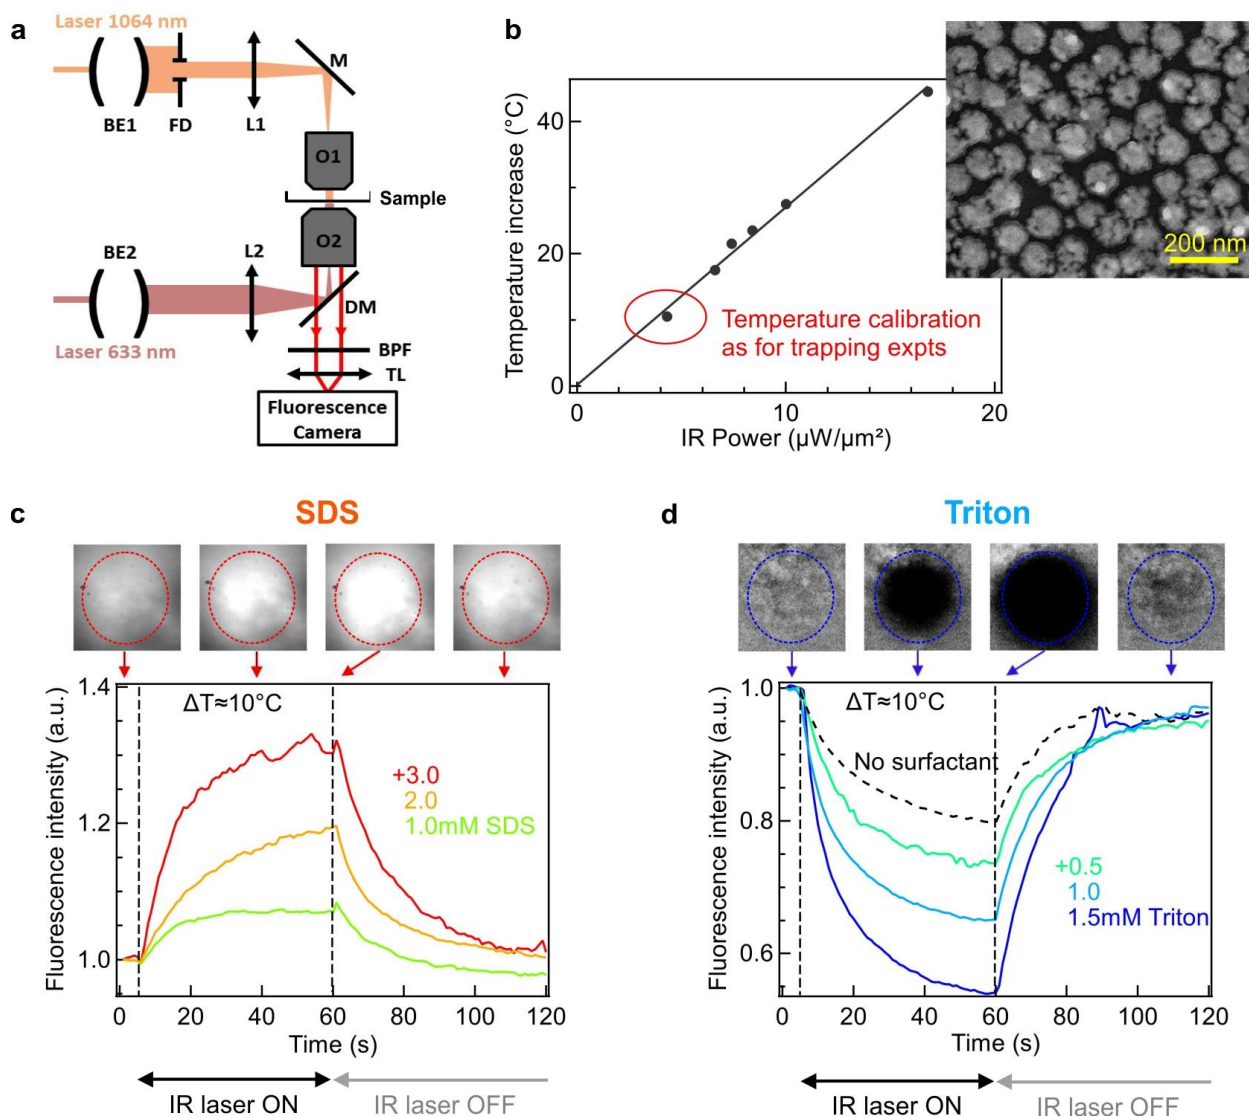 a
Laser 1064 nm
M
BE1
FD
L1
O1
Sample
O2
BE2
L2
DM
Laser 633 nm
BPF
TL
Fluorescence
Camera
b
Temperature increase (°C)
40
20
0
0
10
20
IR Power (µW/µm²)
Temperature calibration
as for trapping expts
200 nm
c
SDS
Fluorescence intensity (a.u.)
1.4
1.2
1.0
ΔT≈10°C
+3.0
2.0
1.0mM SDS
0
20
40
60
80
100
120
Time (s)
IR laser ON
IR laser OFF
d
Triton
Fluorescence intensity (a.u.)
1.0
0.8
0.6
ΔT≈10°C
No surfactant
+0.5
1.0
1.5mM Triton
20
40
60
80
100
120
Time (s)
IR laser ON
IR laser OFF